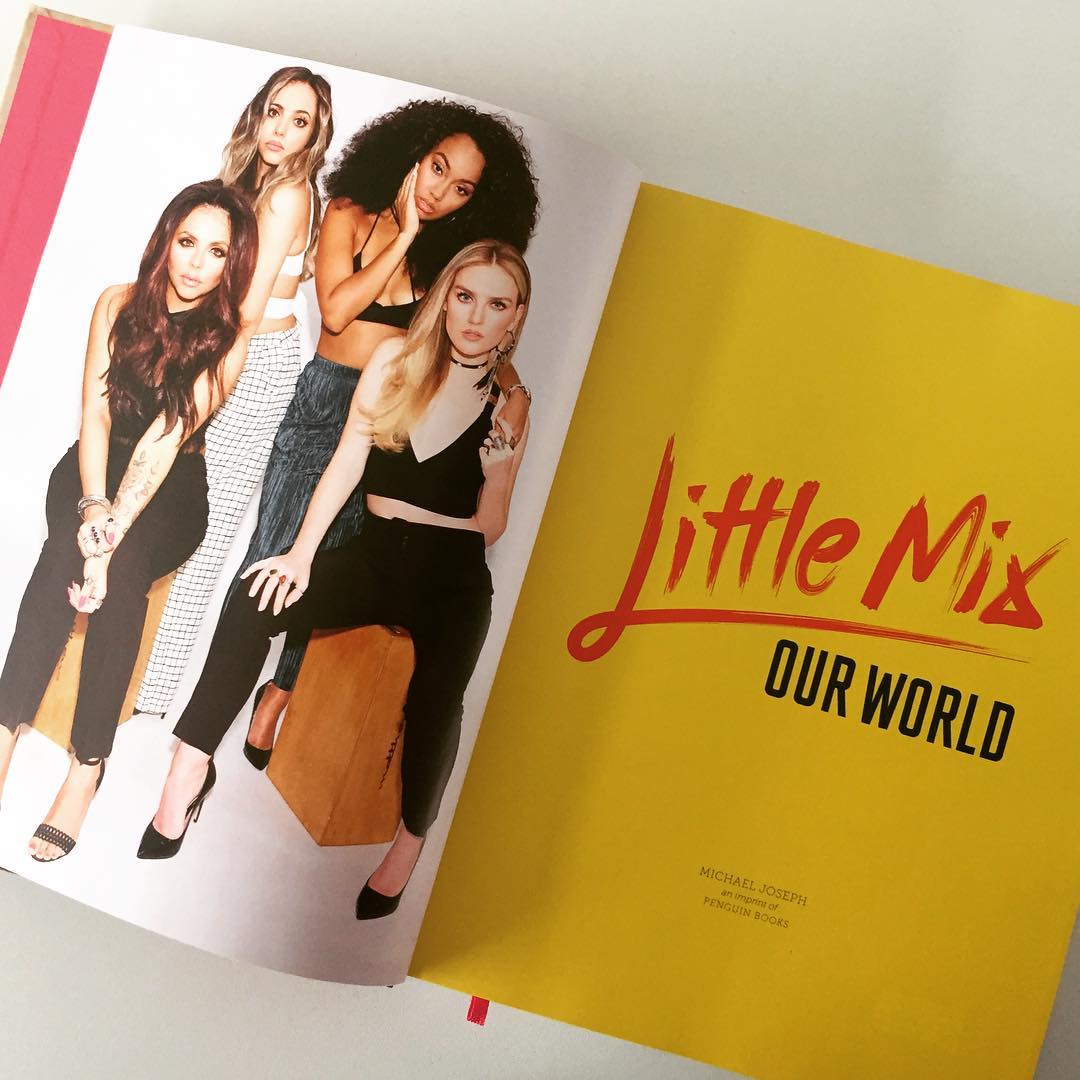 Little Mix
OUR WORLD
MICHAEL JOSEPH
an imprint of
PENGUIN BOOKS